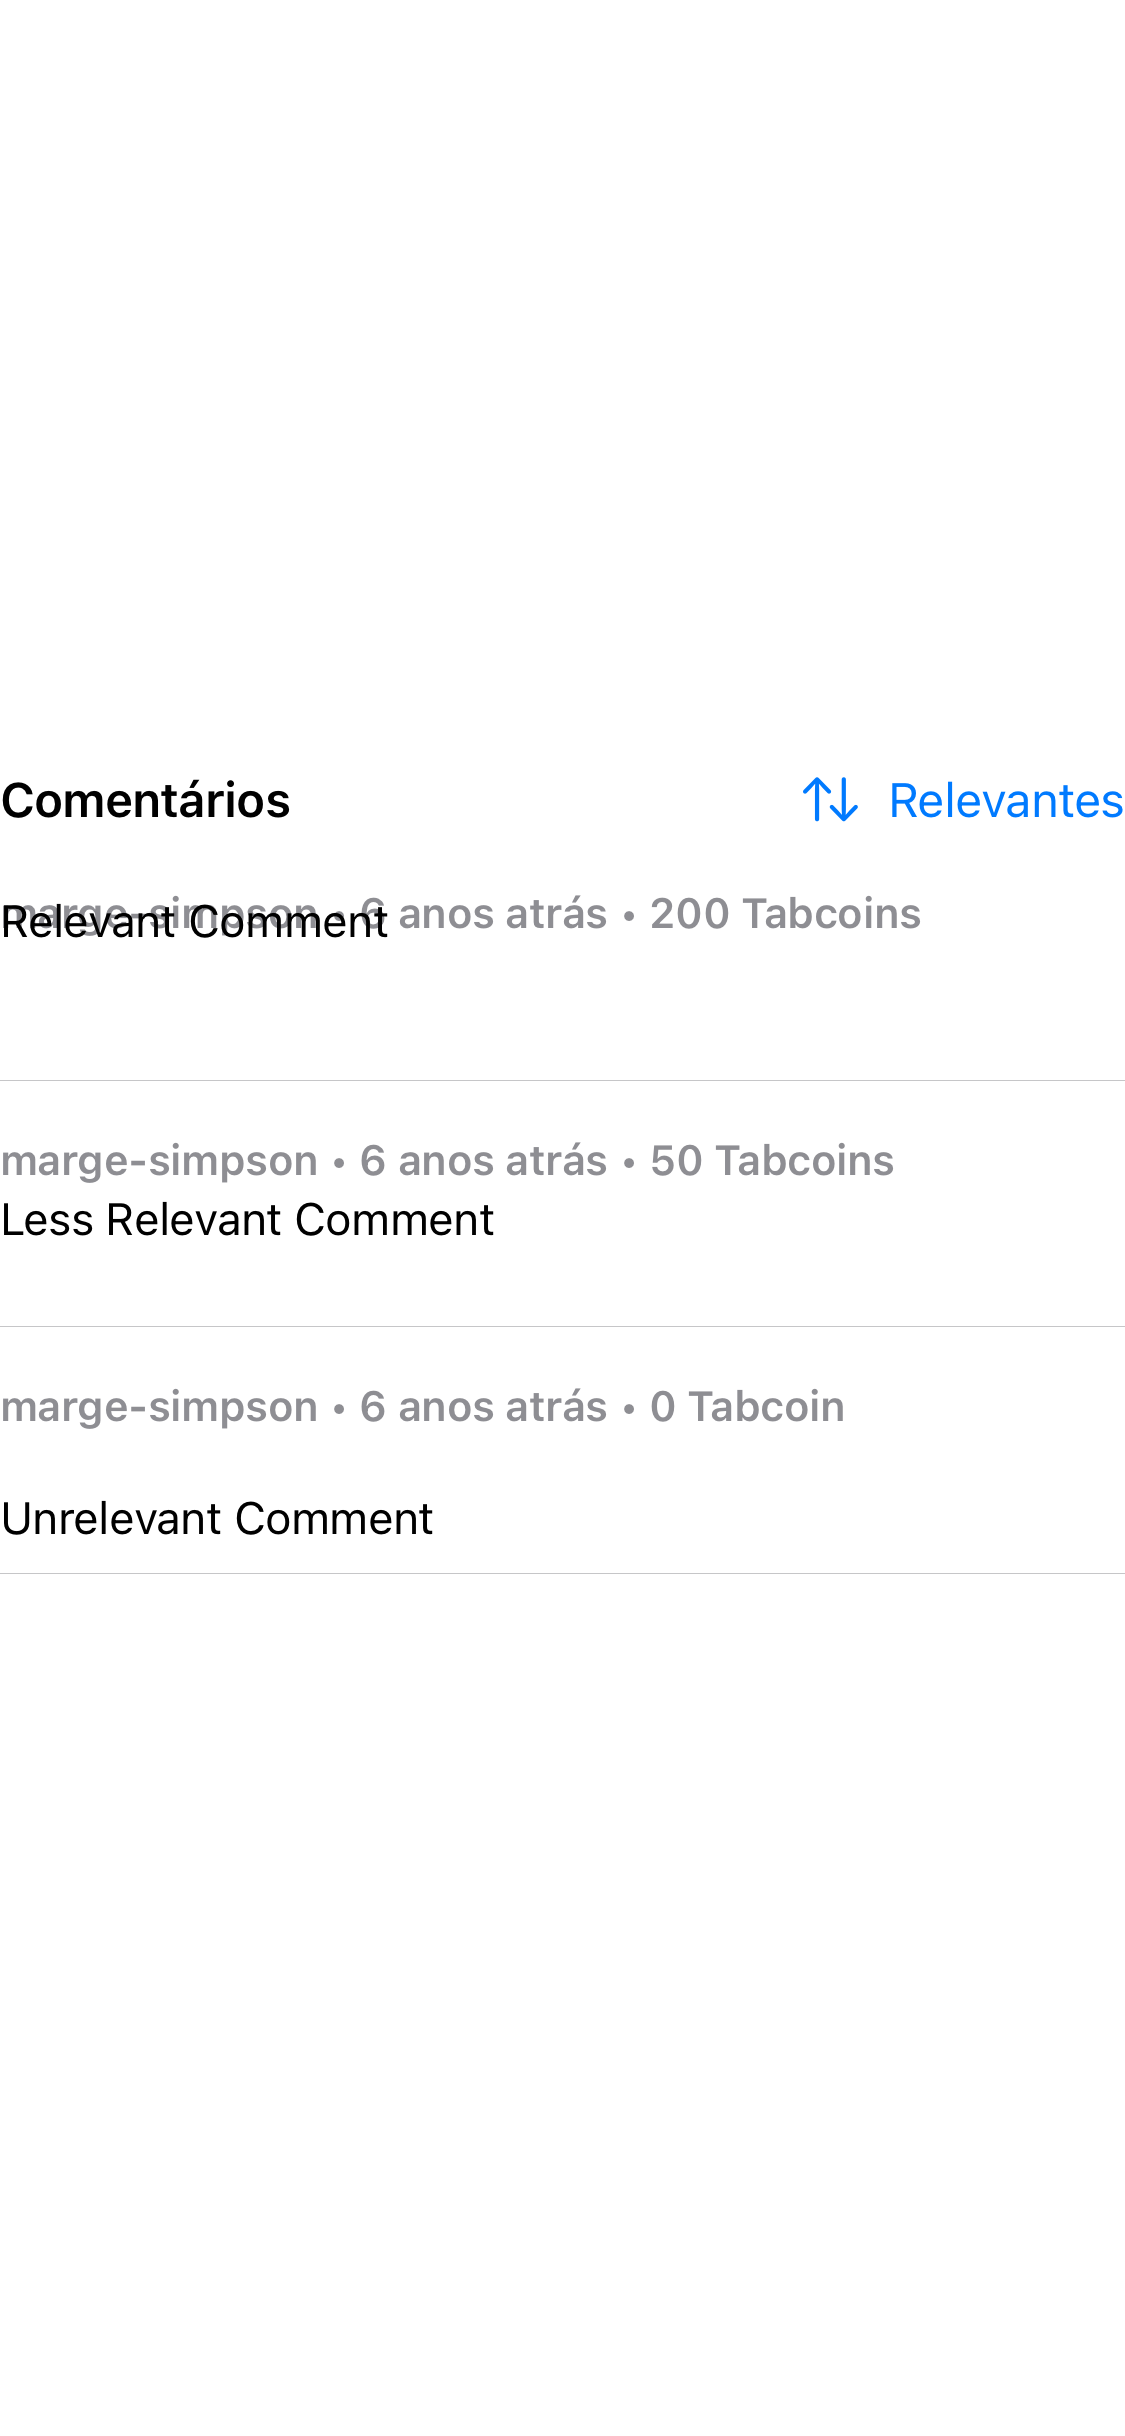 Comentários
Relevantes
marge-simpson • 6 anos atrás • 200 Tabcoins
Relevant Comment
marge-simpson • 6 anos atrás • 50 Tabcoins
Less Relevant Comment
marge-simpson • 6 anos atrás • 0 Tabcoin
Unrelevant Comment